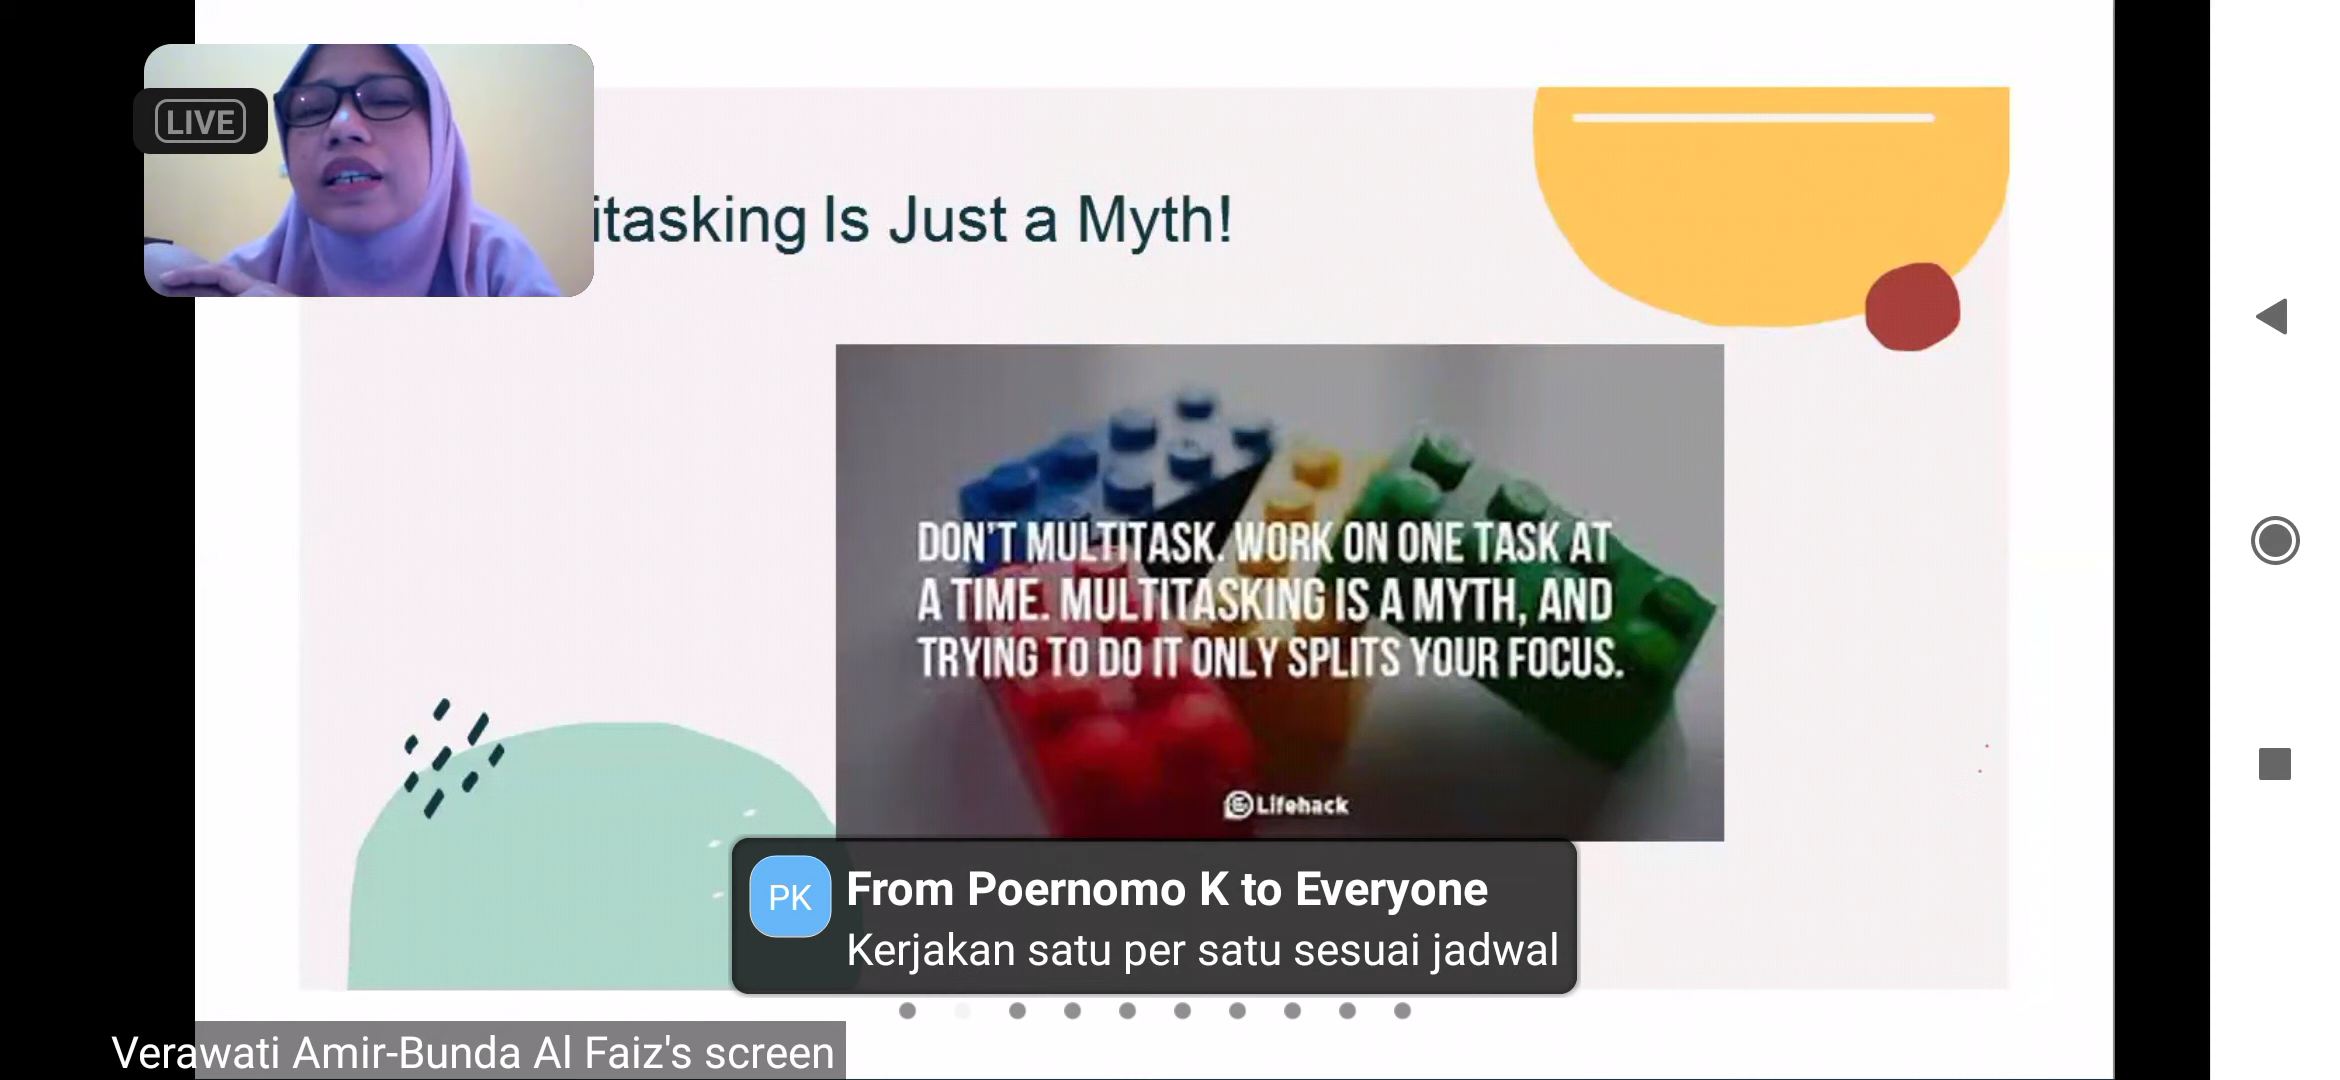 LIVE
itasking Is Just a Myth!
DON'T MULTITASK. WORK ON ONE TASK AT
A TIME. MULTITASKING IS A MYTH, AND
TRYING TO DO IT ONLY SPLITS YOUR FOCUS.
Lifehack
PK
From Poernomo K to Everyone
Kerjakan satu per satu sesuai jadwal
Verawati Amir-Bunda Al Faiz's screen